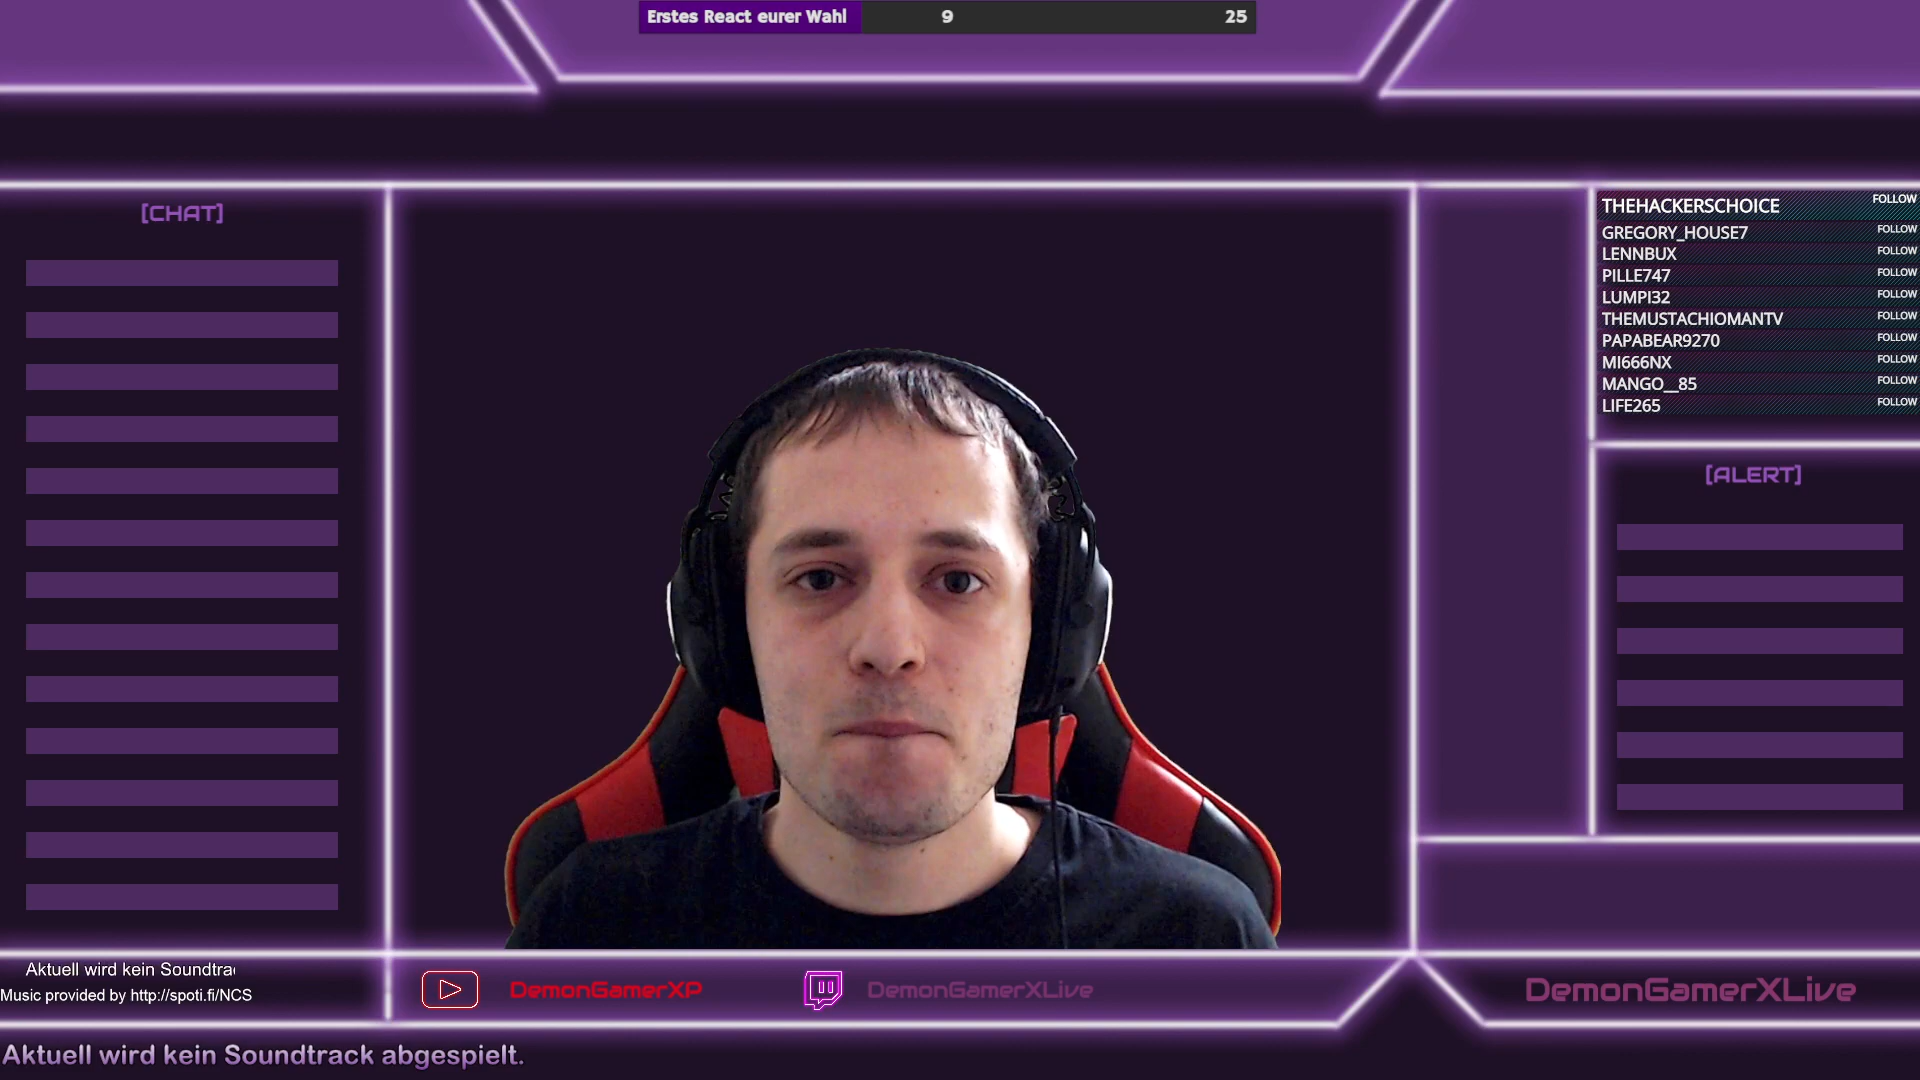 Erstes React eurer Wahl 9 25
[CHAT]
THEHACKERSCHOICE FOLLOW
GREGORY_HOUSE7 FOLLOW
LENNBUX FOLLOW
PILLE747 FOLLOW
LUMPI32 FOLLOW
THEMUSTACHIOMANTV FOLLOW
PAPABEAR9270 FOLLOW
MI666NX FOLLOW
MANGO__85 FOLLOW
LIFE265 FOLLOW
[ALERT]
Aktuell wird kein Soundtra
Music provided by http://spoti.fi/NCS
DemonGamerXP
DemonGamerXLive
DemonGamerXLive
Aktuell wird kein Soundtrack abgespielt.